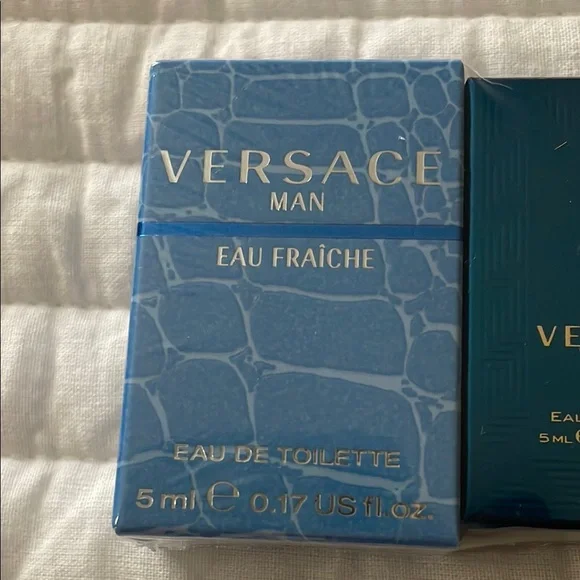 VERSACE
MAN
EAU FRAÎCHE
EAU DE TOILETTE
5 ml ℮ 0.17 US fl.oz.
VE
EAU
5 ML